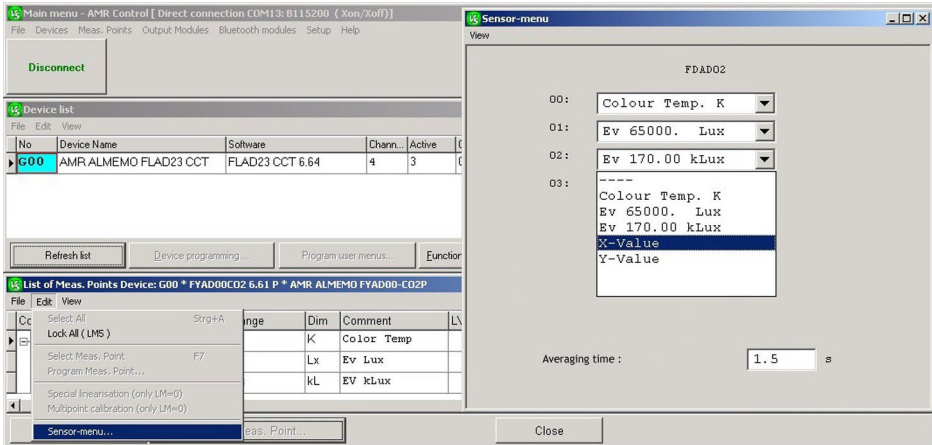 Main menu - AMR Control [ Direct connection COM13: 8115200 ( Xon/Xoff)]
File Devices Meas. Points Output Modules Bluetooth modules Setup Help
Disconnect
Device list
File Edit View
No Device Name Software Chann... Active
G00 AMR ALMEMO FLAD23 CCT FLAD23 CCT 6.64 4 3
Refresh list Device programming ... Program user menus... Function
List of Meas. Points Device: G00 * FYAD00CO2 6.61 P * AMR ALMEMO FYAD00-CO2P
File Edit View
Co ange Dim Comment LV
Select All Strg+A
Lock All ( LM5 )
K Color Temp
Select Meas. Point F7
Program Meas. Point...
Lx Ev Lux
Special linearisation (only LM=0)
Multipoint calibration (only LM=0)
kL EV kLux
Sensor-menu...
eas. Point...
Sensor-menu
View
FDAD02
00: Colour Temp. K
01: Ev 65000. Lux
02: Ev 170.00 kLux
03:
----
Colour Temp. K
Ev 65000. Lux
Ev 170.00 kLux
X-Value
Y-Value
Averaging time : 1.5 s
Close